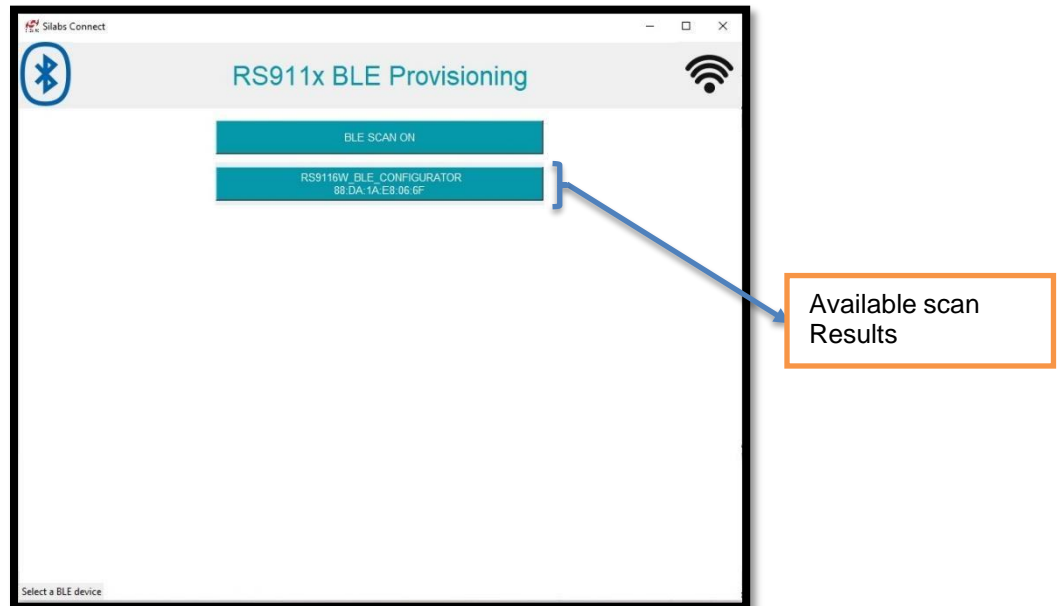 Silabs Connect
RS911x BLE Provisioning
BLE SCAN ON
RS9116W_BLE_CONFIGURATOR
88:DA:1A:E8:06:6F
Available scan
Results
Select a BLE device